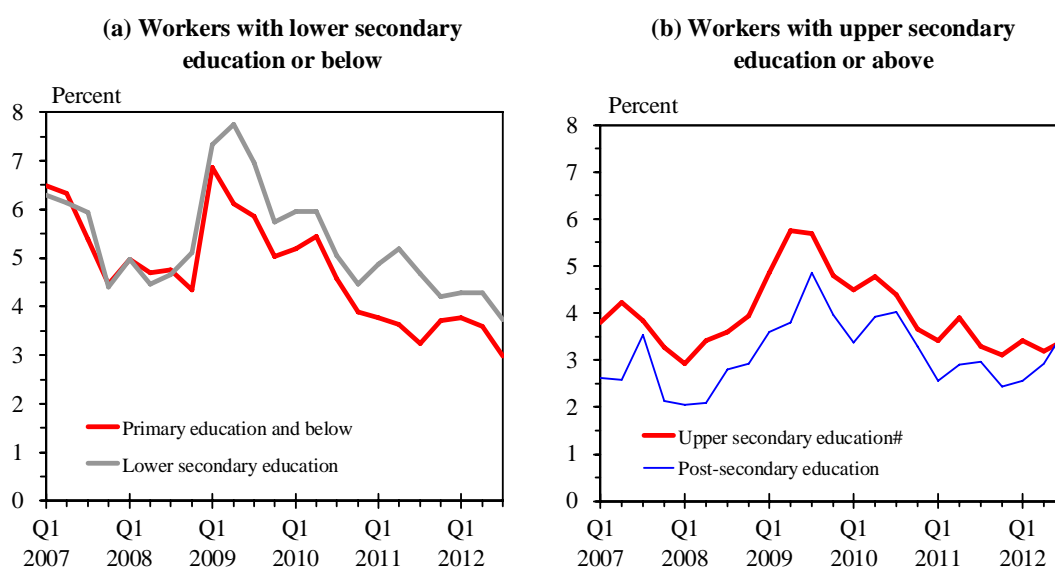 (a) Workers with lower secondary
education or below
Percent
8
7
6
5
4
3
2
1
0
Primary education and below
Lower secondary education
Q1 Q1 Q1 Q1 Q1 Q1
2007 2008 2009 2010 2011 2012
(b) Workers with upper secondary
education or above
Percent
8
7
6
5
4
3
2
1
0
Upper secondary education#
Post-secondary education
Q1 Q1 Q1 Q1 Q1 Q1
2007 2008 2009 2010 2011 2012